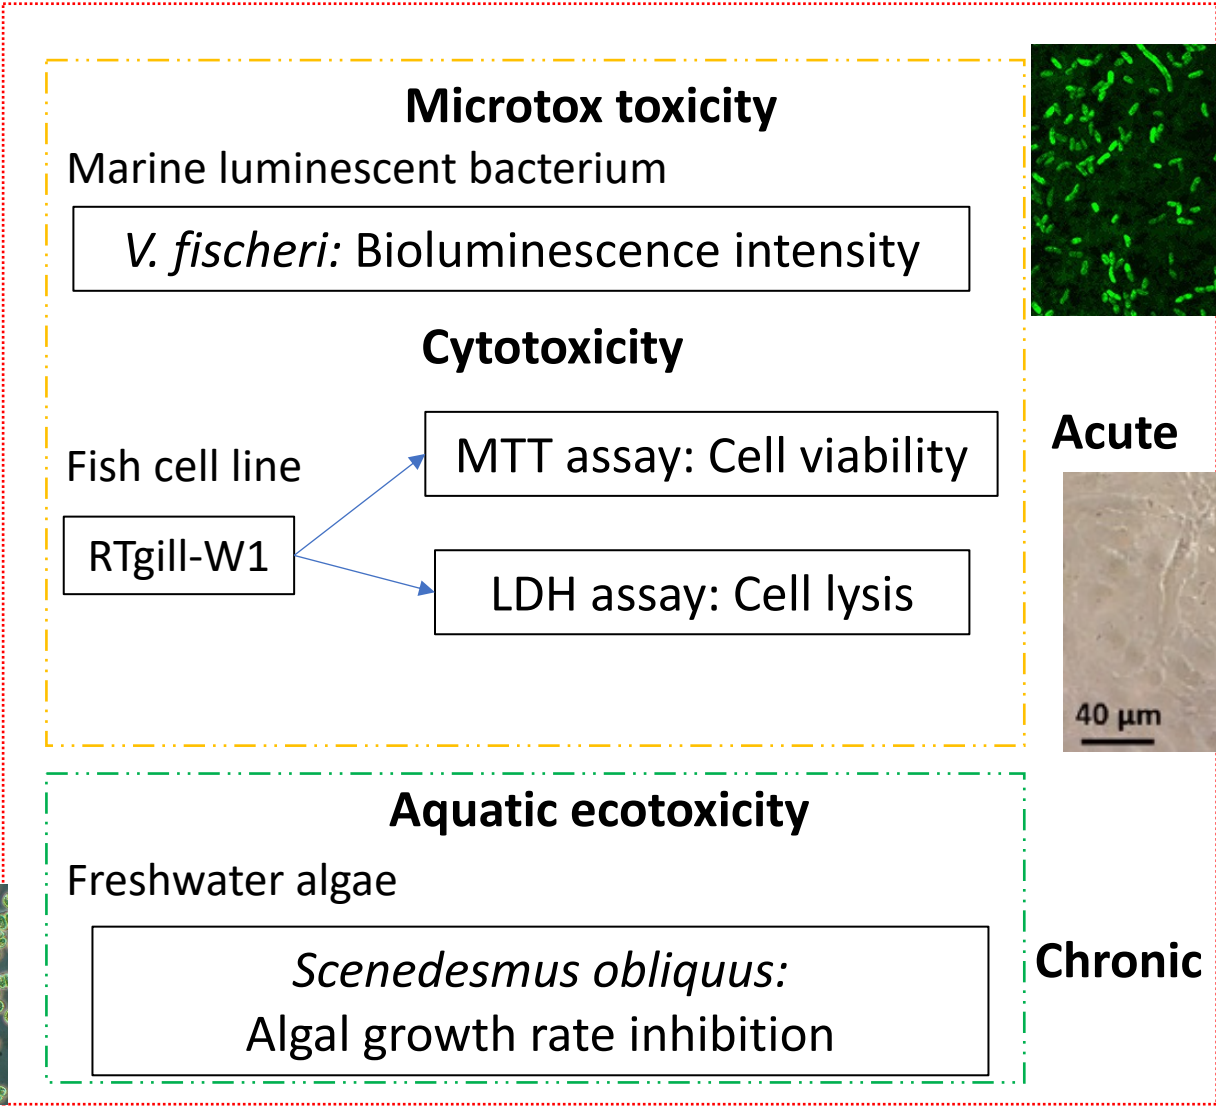 Microtox toxicity
Marine luminescent bacterium
V. fischeri: Bioluminescence intensity
Cytotoxicity
Fish cell line
RTgill-W1
MTT assay: Cell viability
LDH assay: Cell lysis
Acute
40 µm
Aquatic ecotoxicity
Freshwater algae
Scenedesmus obliquus:
Algal growth rate inhibition
Chronic